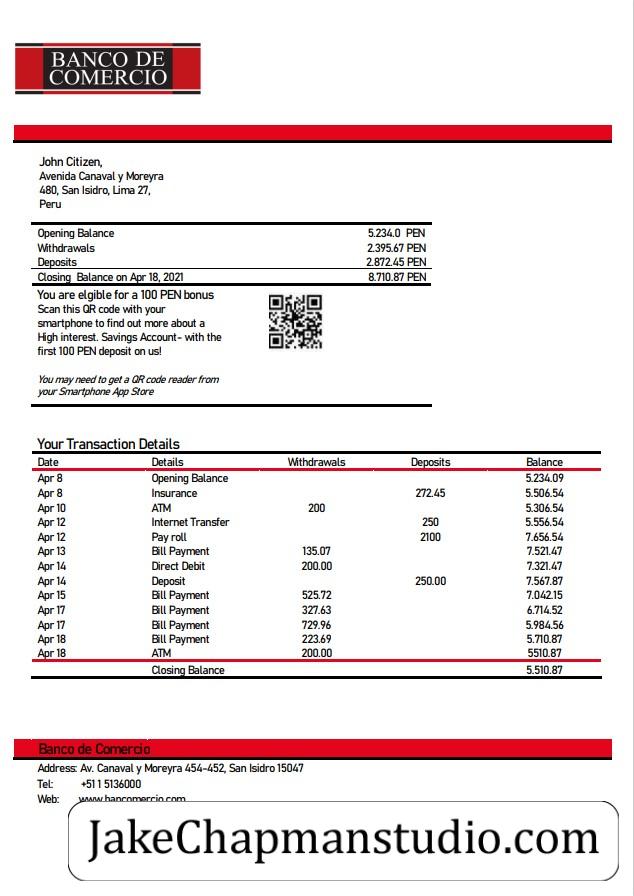 BANCO DE
COMERCIO
John Citizen,
Avenida Canaval y Moreyra
480, San Isidro, Lima 27,
Peru
Opening Balance 5.234.0 PEN
Withdrawals 2.395.67 PEN
Deposits 2.872.45 PEN
Closing Balance on Apr 18, 2021 8.710.87 PEN
You are elgible for a 100 PEN bonus
Scan this QR code with your
smartphone to find out more about a
High interest. Savings Account- with the
first 100 PEN deposit on us!
You may need to get a QR code reader from
your Smartphone App Store
Your Transaction Details
Date Details Withdrawals Deposits Balance
Apr 8 Opening Balance 5.234.09
Apr 8 Insurance 272.45 5.506.54
Apr 10 ATM 200 5.306.54
Apr 12 Internet Transfer 250 5.556.54
Apr 12 Pay roll 2100 7.656.54
Apr 13 Bill Payment 135.07 7.521.47
Apr 14 Direct Debit 200.00 7.321.47
Apr 14 Deposit 250.00 7.567.87
Apr 15 Bill Payment 525.72 7.042.15
Apr 17 Bill Payment 327.63 6.714.52
Apr 17 Bill Payment 729.96 5.984.56
Apr 18 Bill Payment 223.69 5.710.87
Apr 18 ATM 200.00 5510.87
Closing Balance 5.510.87
Banco de Comercio
Address: Av. Canaval y Moreyra 454-452, San Isidro 15047
Tel: +51 1 5136000
Web: www.bancomercio.com
JakeChapmanstudio.com